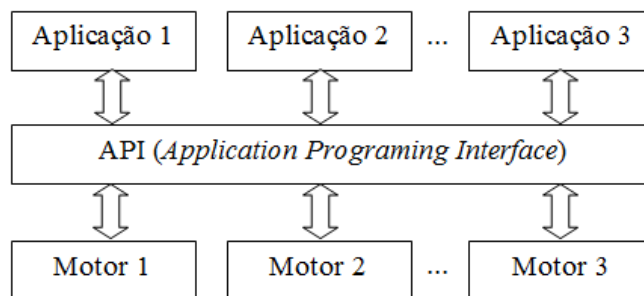 Aplicação 1 Aplicação 2 ... Aplicação 3
API (Application Programing Interface)
Motor 1 Motor 2 ... Motor 3